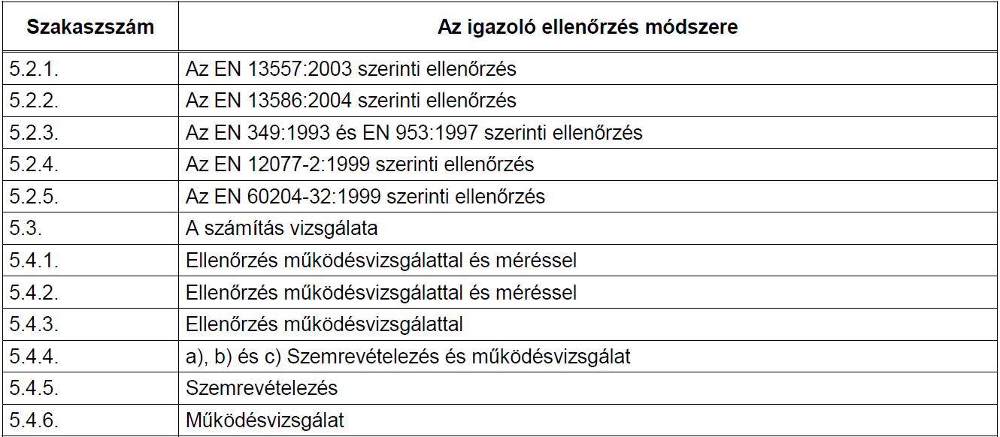 Szakaszszám Az igazoló ellenőrzés módszere
5.2.1. Az EN 13557:2003 szerinti ellenőrzés
5.2.2. Az EN 13586:2004 szerinti ellenőrzés
5.2.3. Az EN 349:1993 és EN 953:1997 szerinti ellenőrzés
5.2.4. Az EN 12077-2:1999 szerinti ellenőrzés
5.2.5. Az EN 60204-32:1999 szerinti ellenőrzés
5.3. A számítás vizsgálata
5.4.1. Ellenőrzés működésvizsgálattal és méréssel
5.4.2. Ellenőrzés működésvizsgálattal és méréssel
5.4.3. Ellenőrzés működésvizsgálattal
5.4.4. a), b) és c) Szemrevételezés és működésvizsgálat
5.4.5. Szemrevételezés
5.4.6. Működésvizsgálat